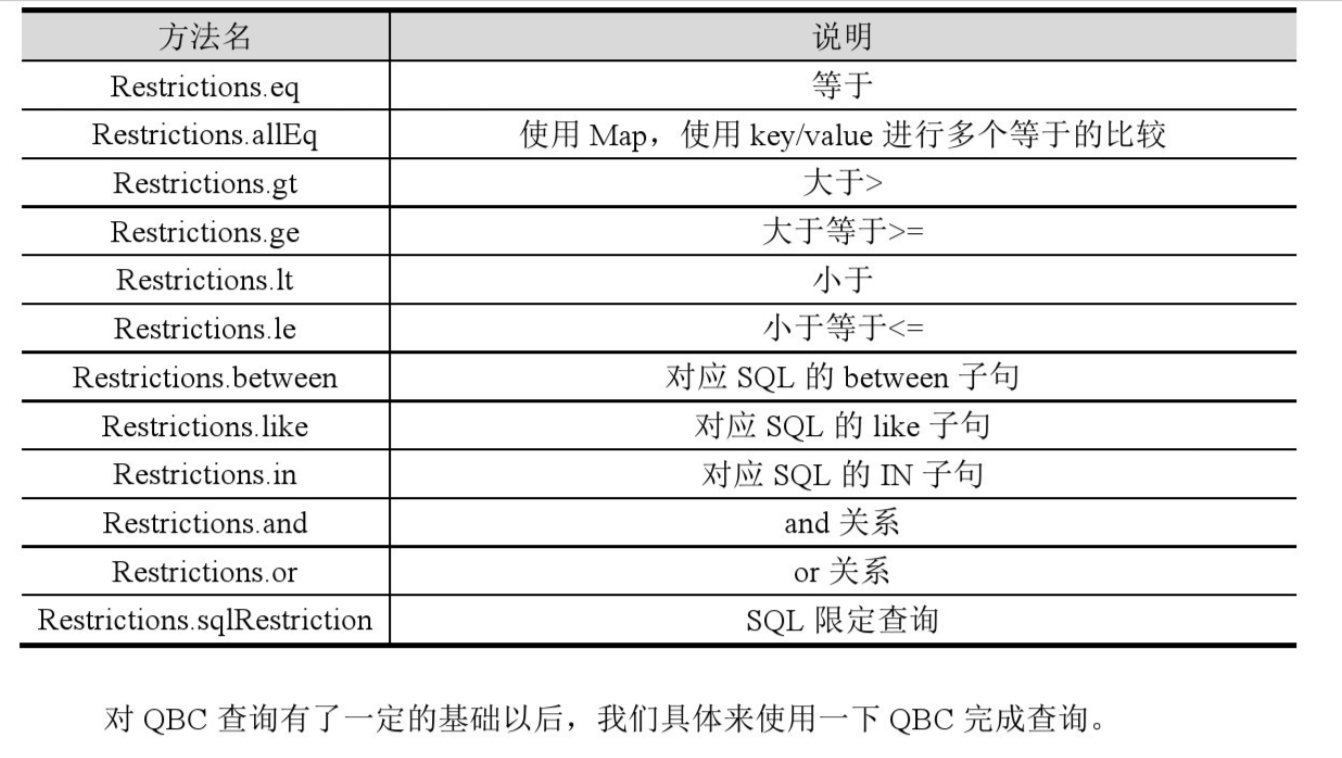 方法名 说明
Restrictions.eq 等于
Restrictions.allEq 使用 Map，使用 key/value 进行多个等于的比较
Restrictions.gt 大于>
Restrictions.ge 大于等于>=
Restrictions.lt 小于
Restrictions.le 小于等于<=
Restrictions.between 对应 SQL 的 between 子句
Restrictions.like 对应 SQL 的 like 子句
Restrictions.in 对应 SQL 的 IN 子句
Restrictions.and and 关系
Restrictions.or or 关系
Restrictions.sqlRestriction SQL 限定查询
对 QBC 查询有了一定的基础以后，我们具体来使用一下 QBC 完成查询。